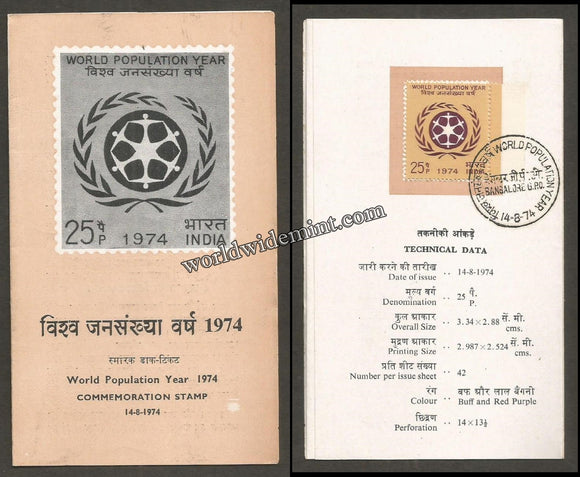 WORLD POPULATION YEAR
विश्व जनसंख्या वर्ष
25 पै P 1974 भारत INDIA
विश्व जनसंख्या वर्ष 1974
स्मारक डाक-टिकट
World Population Year 1974
COMMEMORATION STAMP
14-8-1974
www.worldwidemint.com
WORLD POPULATION YEAR
विश्व जनसंख्या वर्ष
25 पै P 1974
WORLD POPULATION YEAR
BANGALORE G.P.O.
14-8-74
तकनीकी आंकड़े
TECHNICAL DATA
जारी करने की तारीख
Date of issue 14-8-1974
मूल्य वर्ग
Denomination 25 पै. P.
कुल आकार
Overall Size 3.34×2.88 सें. मी. cms.
मुद्रण आकार
Printing Size 2.987×2.524 सें. मी. cms.
प्रति शीट संख्या
Number per issue sheet 42
रंग बफ और लाल बैंगनी
Colour Buff and Red Purple
छिद्रण
Perforation 14×13½